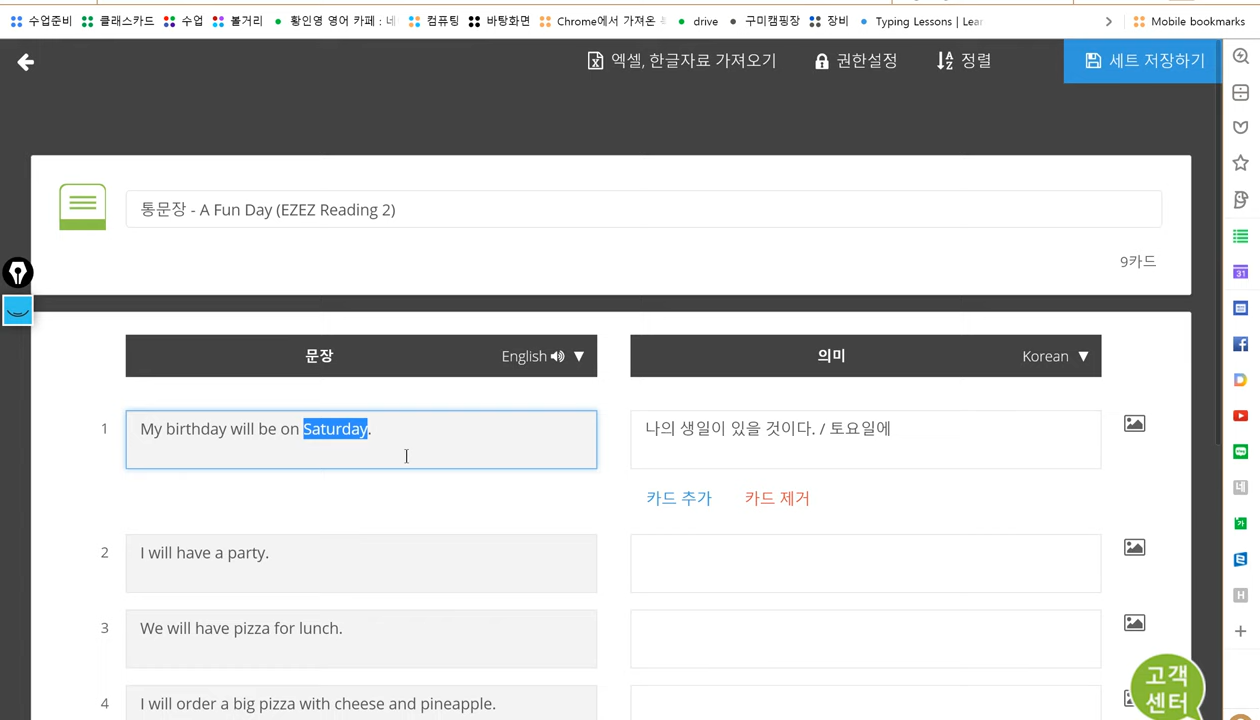 수업준비 클래스카드 수업 볼거리 황인영 영어 카페 : 네 컴퓨팅 바탕화면 Chrome에서 가져온 drive 구미캠핑장 장비 Typing Lessons | Lear Mobile bookmarks
엑셀, 한글자료 가져오기 권한설정 정렬 세트 저장하기
통문장 - A Fun Day (EZEZ Reading 2)
9카드
문장 English ▼ 의미 Korean ▼
1 My birthday will be on Saturday. 나의 생일이 있을 것이다. / 토요일에
카드 추가 카드 제거
2 I will have a party.
3 We will have pizza for lunch.
4 I will order a big pizza with cheese and pineapple.
고객
센터
31